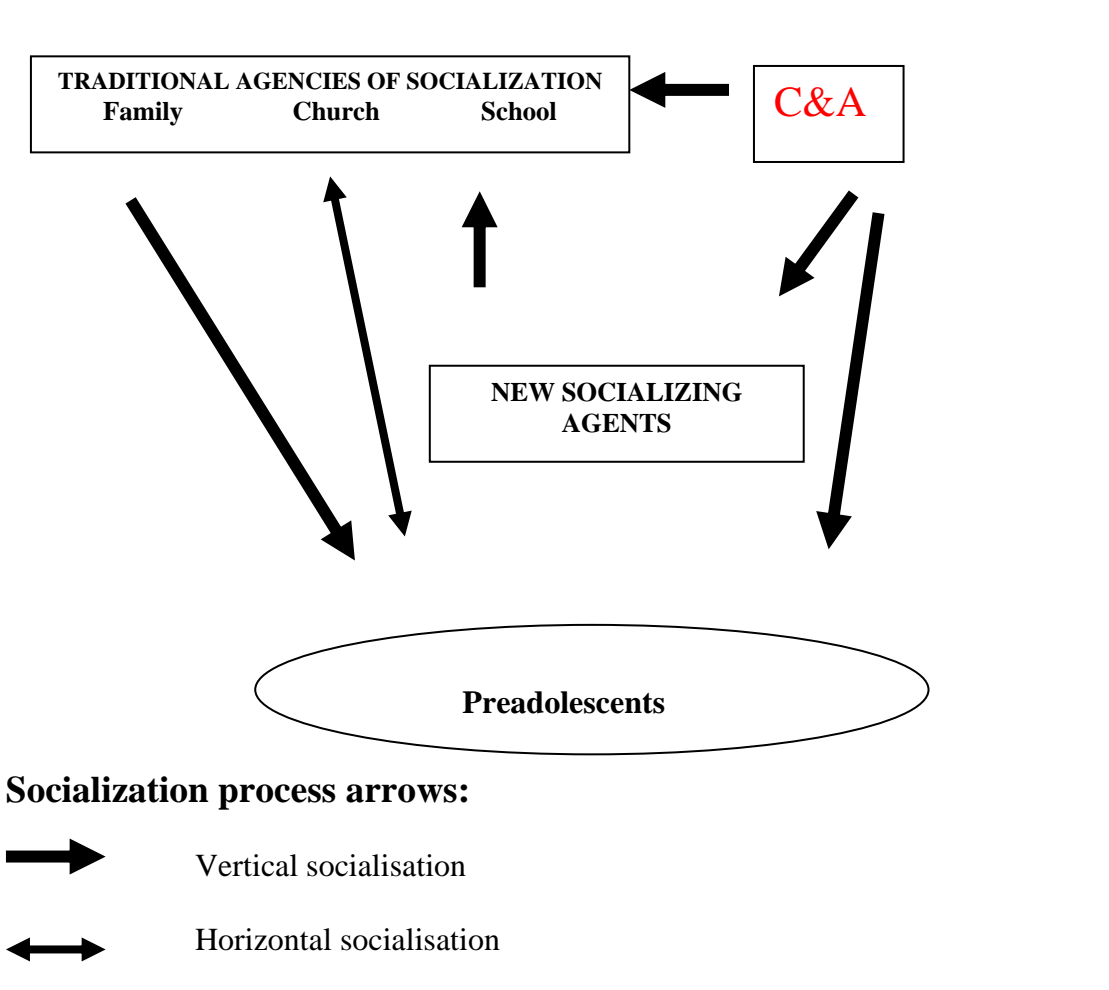 TRADITIONAL AGENCIES OF SOCIALIZATION
Family Church School
C&A
NEW SOCIALIZING
AGENTS
Preadolescents
Socialization process arrows:
Vertical socialisation
Horizontal socialisation